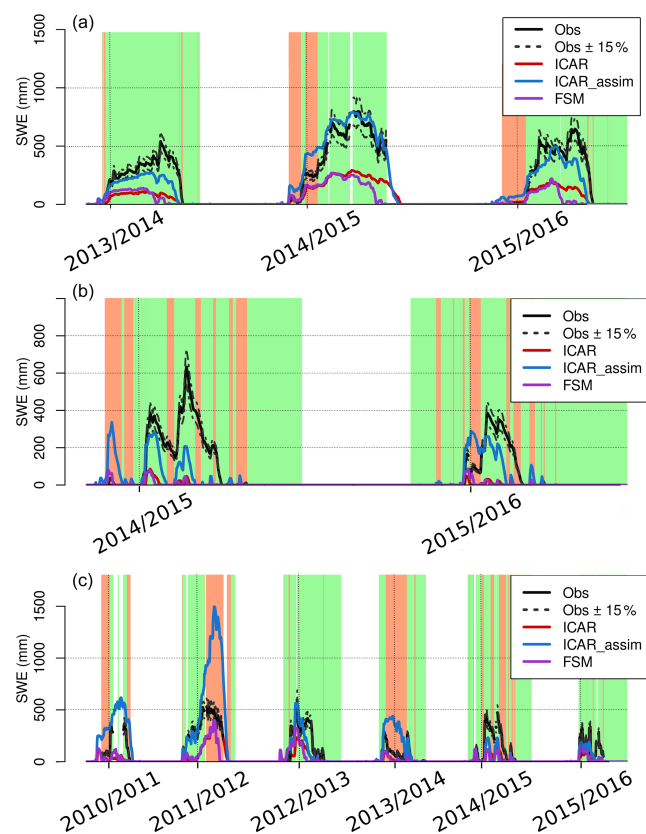 (a)
SWE (mm)
1500
1000
500
0
Obs
Obs ± 15%
ICAR
ICAR_assim
FSM
2013/2014
2014/2015
2015/2016
(b)
SWE (mm)
800
600
400
200
0
Obs
Obs ± 15%
ICAR
ICAR_assim
FSM
2014/2015
2015/2016
(c)
SWE (mm)
1500
1000
500
0
Obs
Obs ± 15%
ICAR
ICAR_assim
FSM
2010/2011
2011/2012
2012/2013
2013/2014
2014/2015
2015/2016